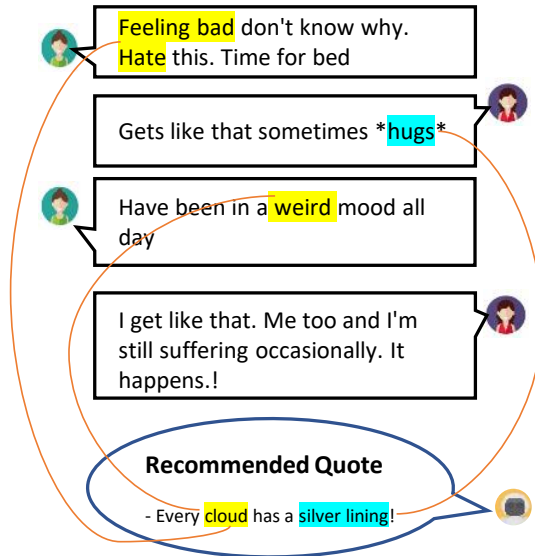 Feeling bad don't know why.
Hate this. Time for bed
Gets like that sometimes *hugs*
Have been in a weird mood all
day
I get like that. Me too and I'm
still suffering occasionally. It
happens.!
Recommended Quote
- Every cloud has a silver lining!